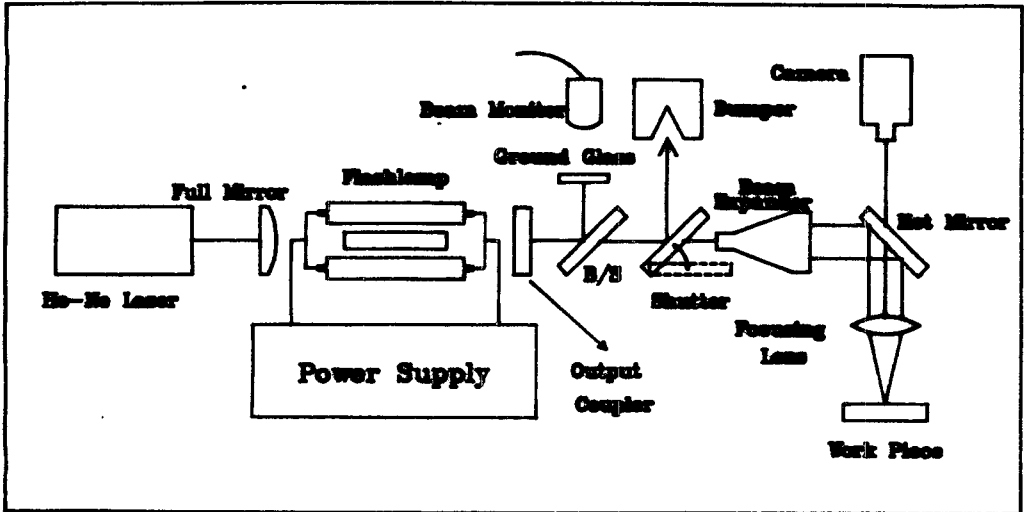 Camera
Beam Monitor
Dumper
Ground Glass
Full Mirror
Flashlamp
Beam
Expander
Hot Mirror
B/S
He-Ne Laser
Shutter
Focusing
Lens
Power Supply
Output
Coupler
Work Piece